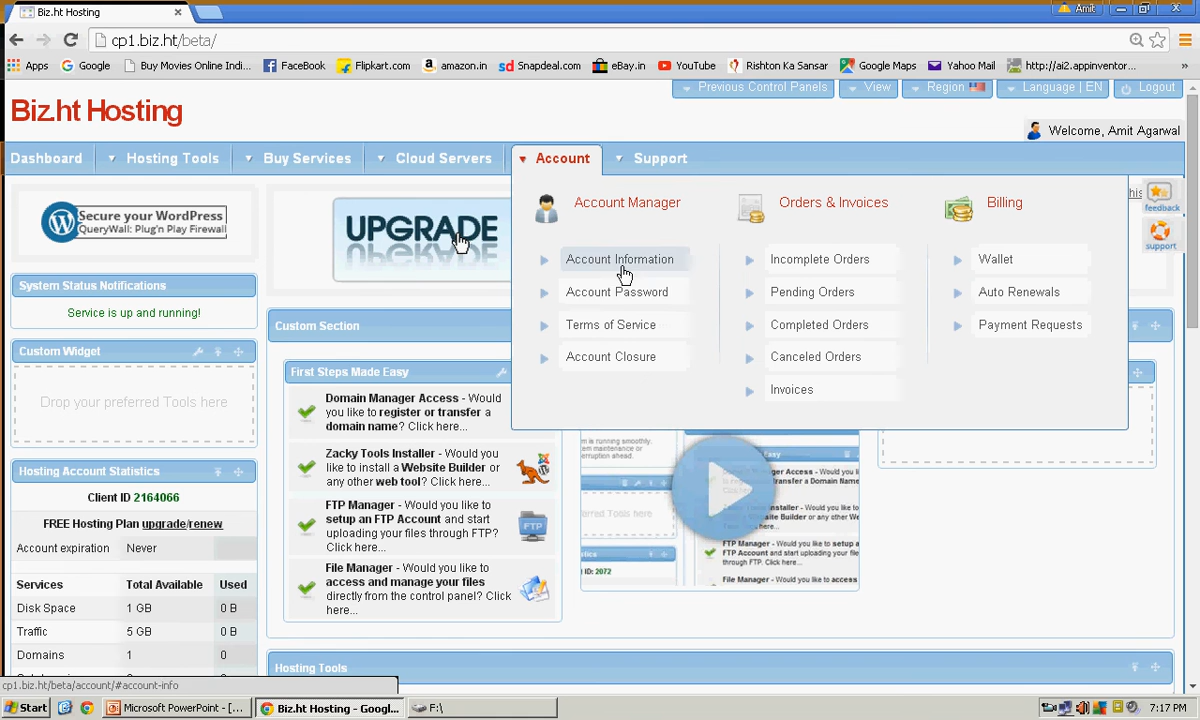 Biz.ht Hosting
Amit
cp1.biz.ht/beta/
Apps
Google
Buy Movies Online Indi...
FaceBook
Flipkart.com
amazon.in
Snapdeal.com
eBay.in
YouTube
Rishton Ka Sansar
Google Maps
Yahoo Mail
http://ai2.appinventor...
»
Previous Control Panels
View
Region
Language | EN
Logout
Biz.ht Hosting
Welcome, Amit Agarwal
Dashboard
Hosting Tools
Buy Services
Cloud Servers
Account
Support
Secure your WordPress
QueryWall: Plug'n Play Firewall
UPGRADE
Account Manager
Account Information
Account Password
Terms of Service
Account Closure
Orders & Invoices
Incomplete Orders
Pending Orders
Completed Orders
Canceled Orders
Invoices
Billing
Wallet
Auto Renewals
Payment Requests
feedback
support
System Status Notifications
Service is up and running!
Custom Widget
Drop your preferred Tools here
Hosting Account Statistics
Client ID 2164066
FREE Hosting Plan upgrade/renew
Account expiration Never
Services Total Available Used
Disk Space 1 GB 0 B
Traffic 5 GB 0 B
Domains 1 0
Custom Section
First Steps Made Easy
Domain Manager Access - Would
you like to register or transfer a
domain name? Click here...
Zacky Tools Installer - Would
you like to install a Website Builder or
any other web tool? Click here...
FTP Manager - Would you like to
setup an FTP Account and start
uploading your files through FTP?
Click here...
FTP
File Manager - Would you like to
access and manage your files
directly from the control panel? Click
here...
Hosting Tools
cp1.biz.ht/beta/account/#account-info
Start
Microsoft PowerPoint - [...
Biz.ht Hosting - Googl...
F:\
7:17 PM